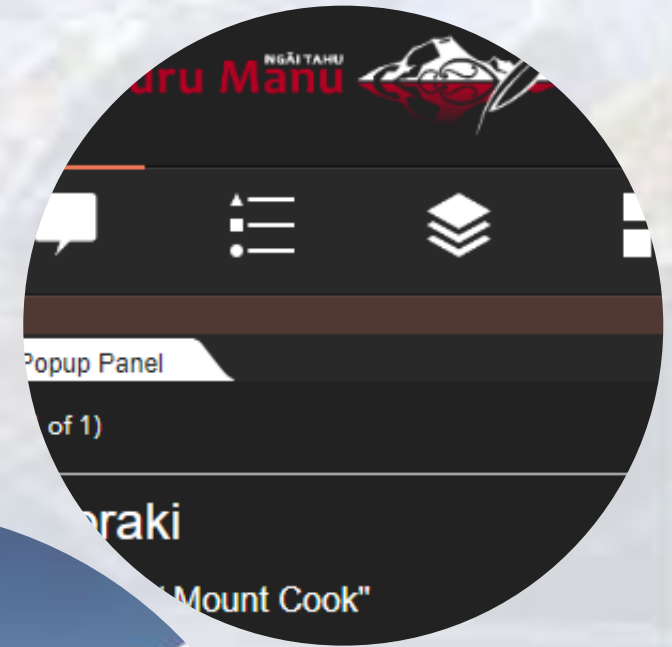 NGĀI TAHU
uru Manu
Popup Panel
of 1)
raki
Mount Cook"